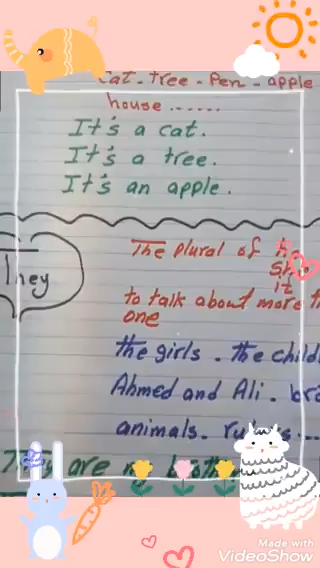 cat. tree. pen. apple
house ......
It's a cat.
It's a tree.
It's an apple.
They
The plural of
it
to talk about more
one
the girls. the child
Ahmed and Ali.
animals.
are
Made with
VideoShow